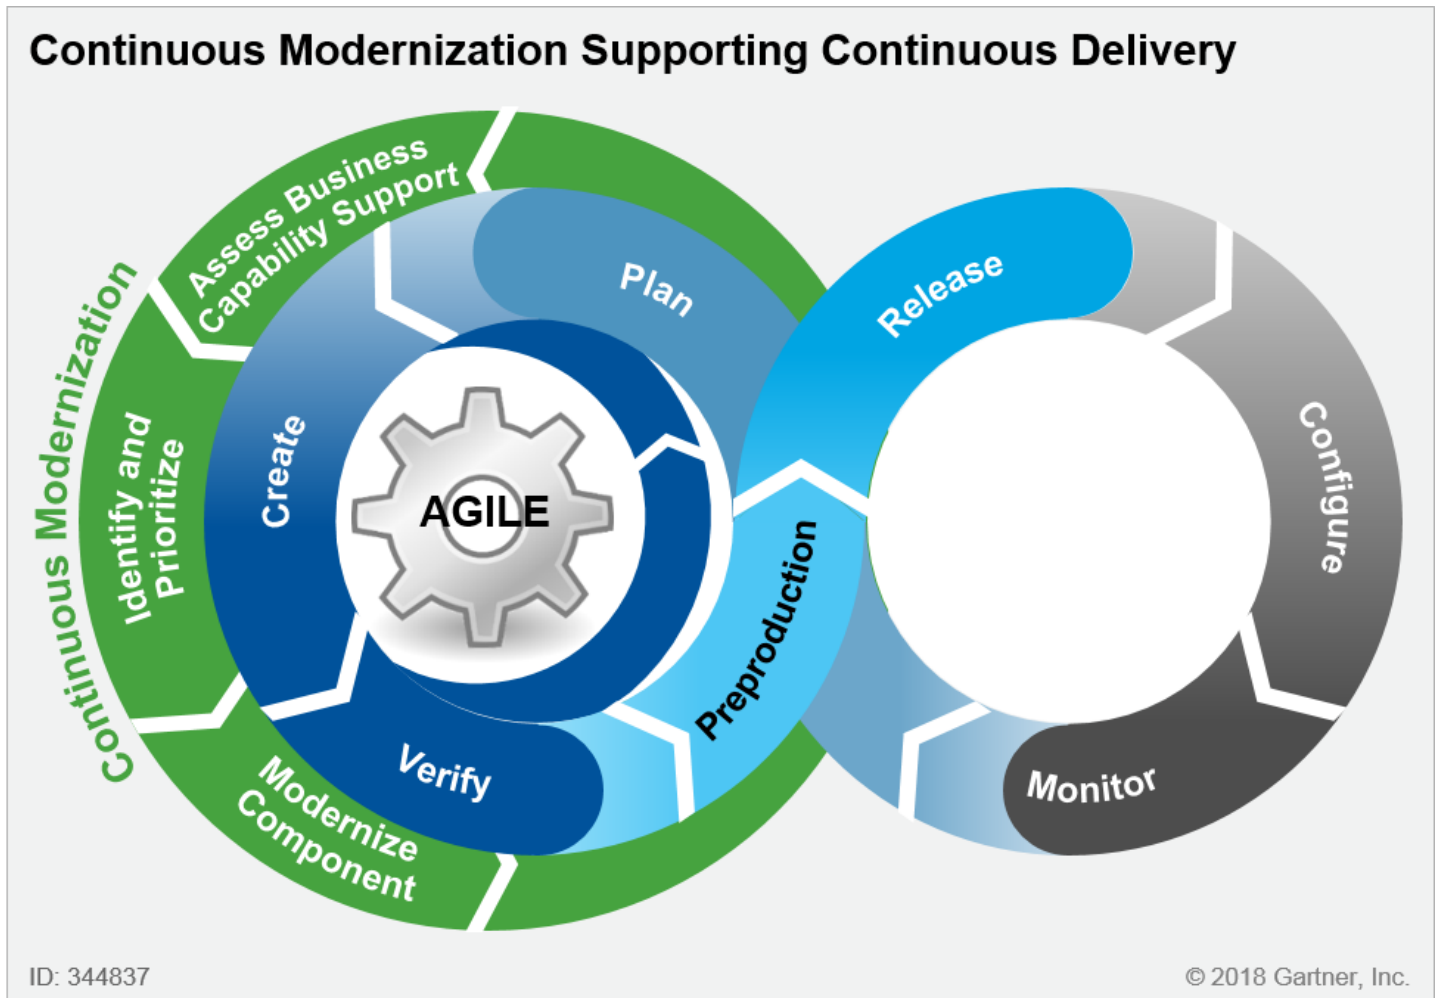 Continuous Modernization Supporting Continuous Delivery
Continuous Modernization
Assess Business
Capability Support
Identify and
Prioritize
Modernize
Component
Plan
Create
Verify
AGILE
Preproduction
Release
Configure
Monitor
ID: 344837
© 2018 Gartner, Inc.